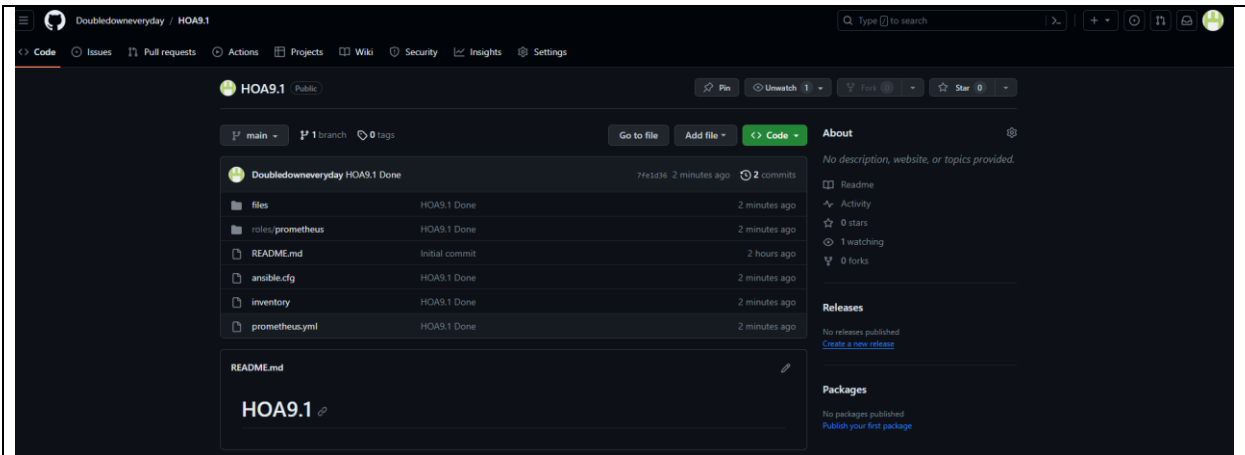 Doubledowneveryday / HOA9.1
Type / to search
Code Issues Pull requests Actions Projects Wiki Security Insights Settings
HOA9.1 Public
Pin Unwatch 1 Fork 0 Star 0
main 1 branch 0 tags
Go to file Add file Code
Doubledowneveryday HOA9.1 Done 7fe1d36 2 minutes ago 2 commits
files HOA9.1 Done 2 minutes ago
roles/prometheus HOA9.1 Done 2 minutes ago
README.md Initial commit 2 hours ago
ansible.cfg HOA9.1 Done 2 minutes ago
inventory HOA9.1 Done 2 minutes ago
prometheus.yml HOA9.1 Done 2 minutes ago
README.md
HOA9.1
About
No description, website, or topics provided.
Readme
Activity
0 stars
1 watching
0 forks
Releases
No releases published
Create a new release
Packages
No packages published
Publish your first package